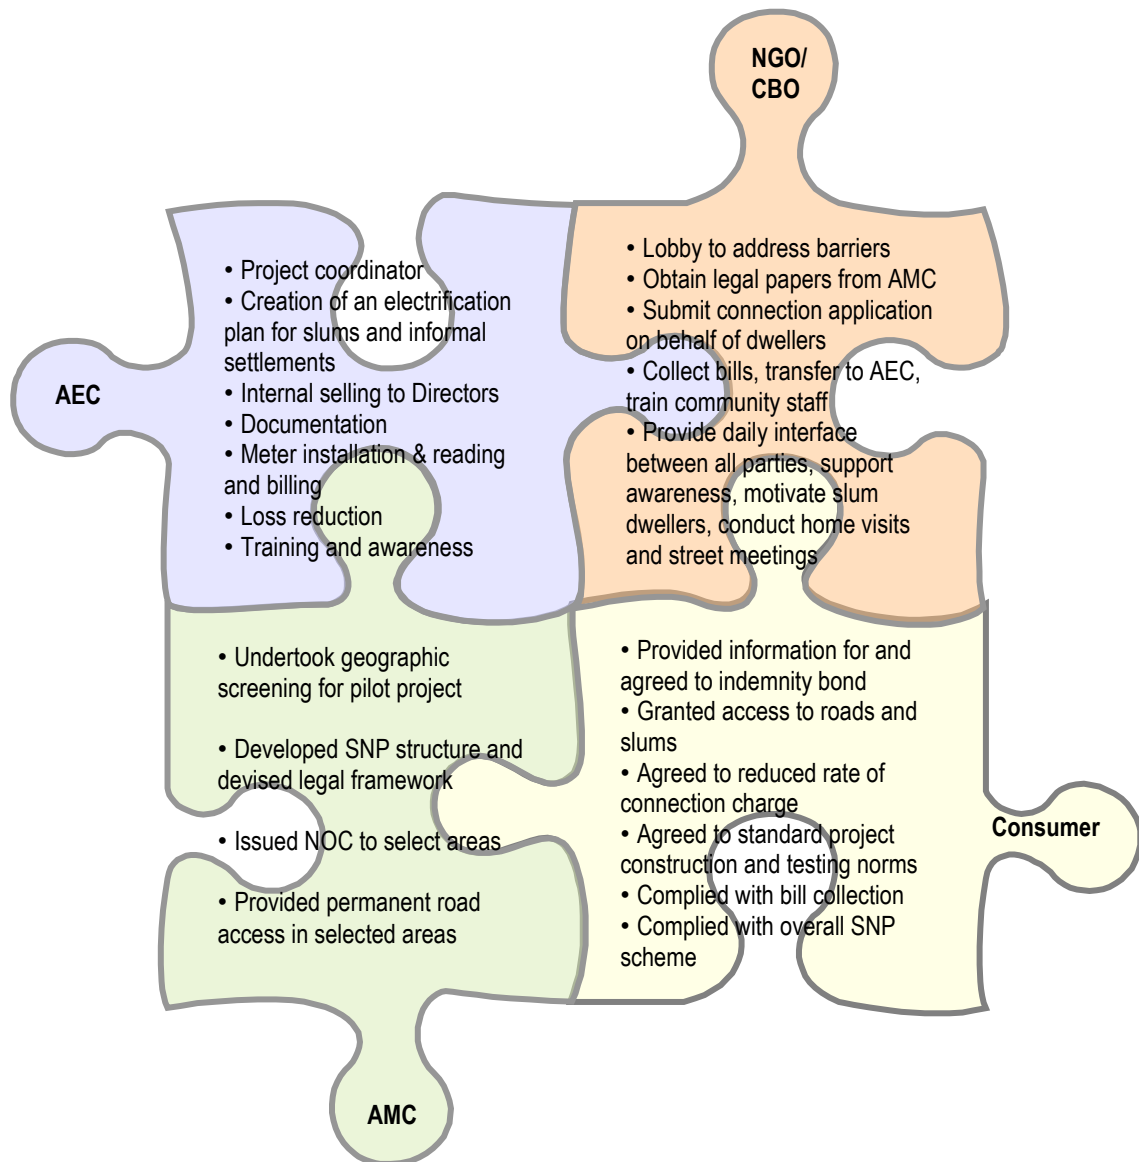 NGO/
CBO
AEC
• Project coordinator
• Creation of an electrification
plan for slums and informal
settlements
• Internal selling to Directors
• Documentation
• Meter installation & reading
and billing
• Loss reduction
• Training and awareness
• Lobby to address barriers
• Obtain legal papers from AMC
• Submit connection application
on behalf of dwellers
• Collect bills, transfer to AEC,
train community staff
• Provide daily interface
between all parties, support
awareness, motivate slum
dwellers, conduct home visits
and street meetings
• Undertook geographic
screening for pilot project
• Developed SNP structure and
devised legal framework
• Issued NOC to select areas
• Provided permanent road
access in selected areas
• Provided information for and
agreed to indemnity bond
• Granted access to roads and
slums
• Agreed to reduced rate of
connection charge
• Agreed to standard project
construction and testing norms
• Complied with bill collection
• Complied with overall SNP
scheme
Consumer
AMC